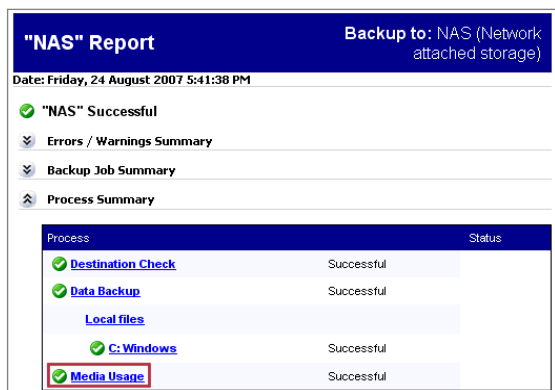 "NAS" Report
Backup to: NAS (Network
attached storage)
Date: Friday, 24 August 2007 5:41:38 PM
"NAS" Successful
Errors / Warnings Summary
Backup Job Summary
Process Summary
Process Status
Destination Check Successful
Data Backup Successful
Local files
C: Windows Successful
Media Usage Successful